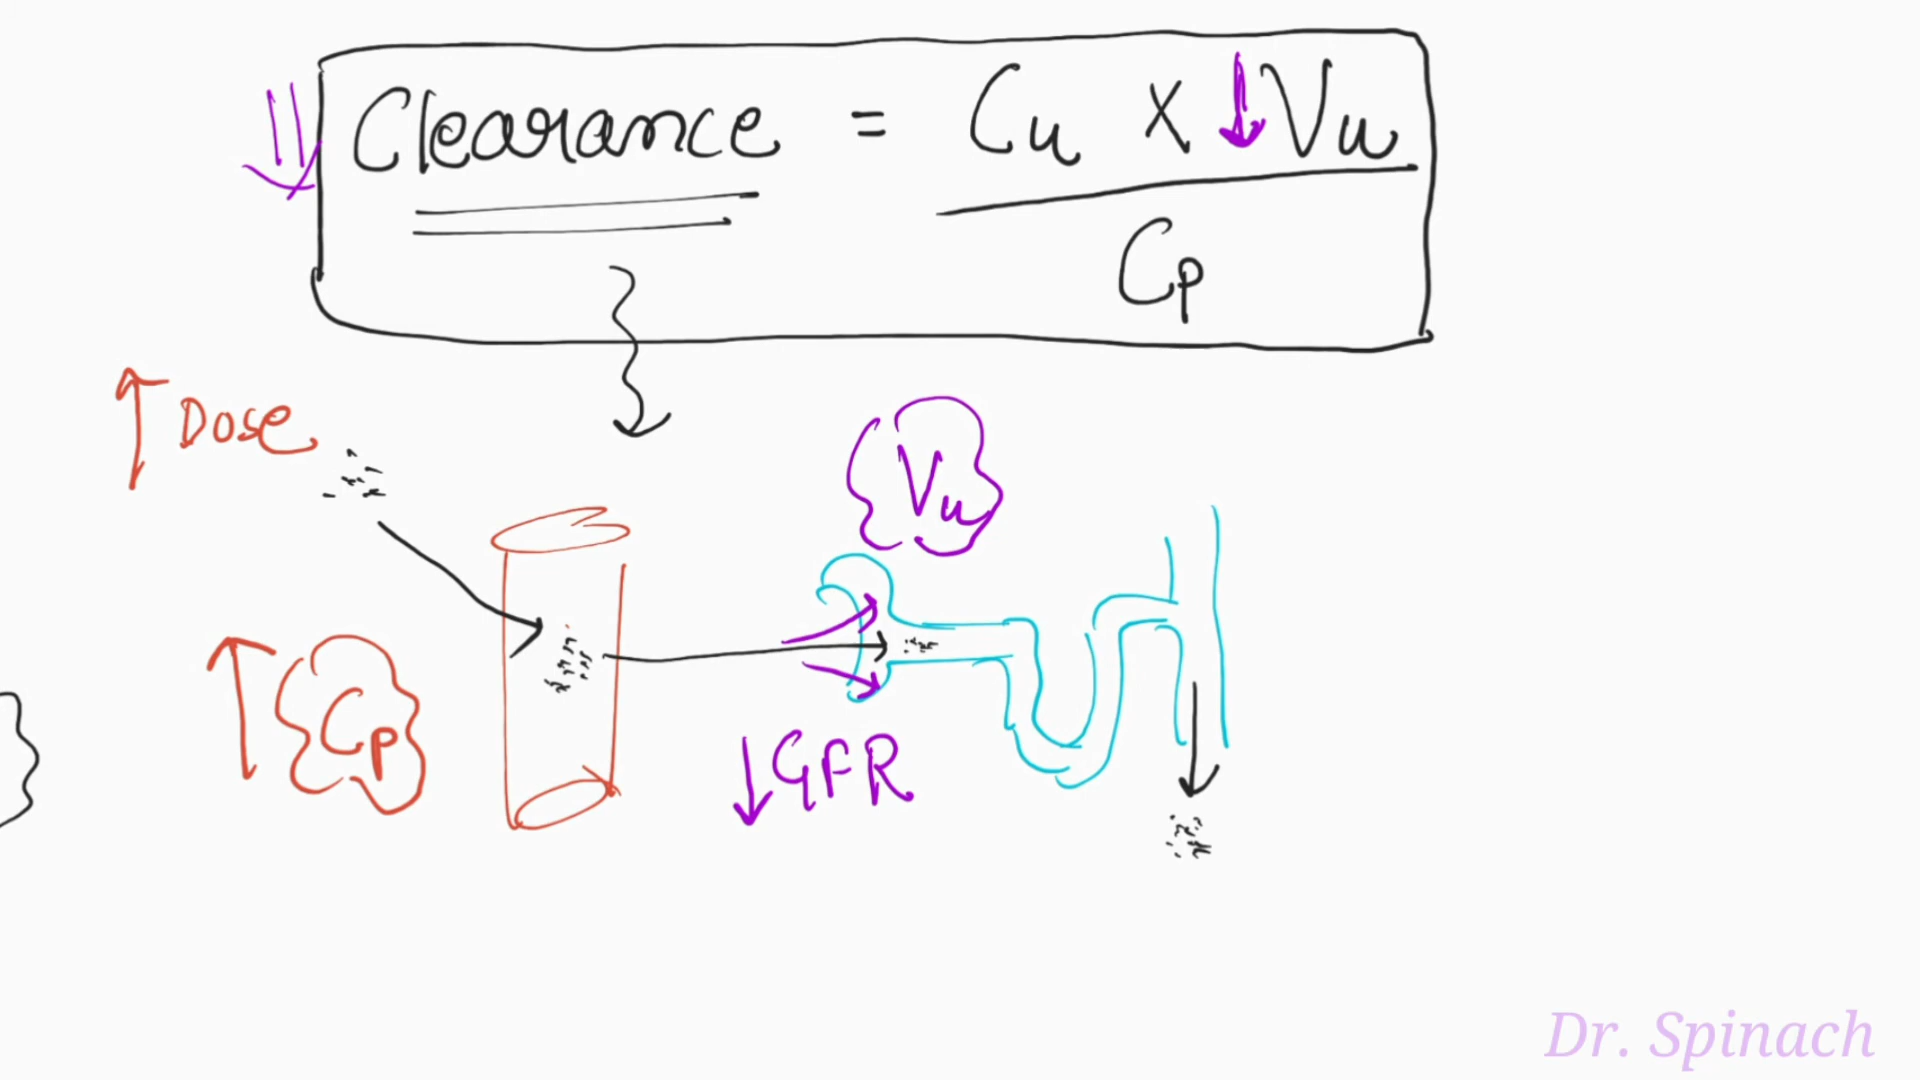 Clearance = Cu X ↓ Vu
Cp
↑ Dose
Vu
↑ Cp
↓ GFR
Dr. Spinach